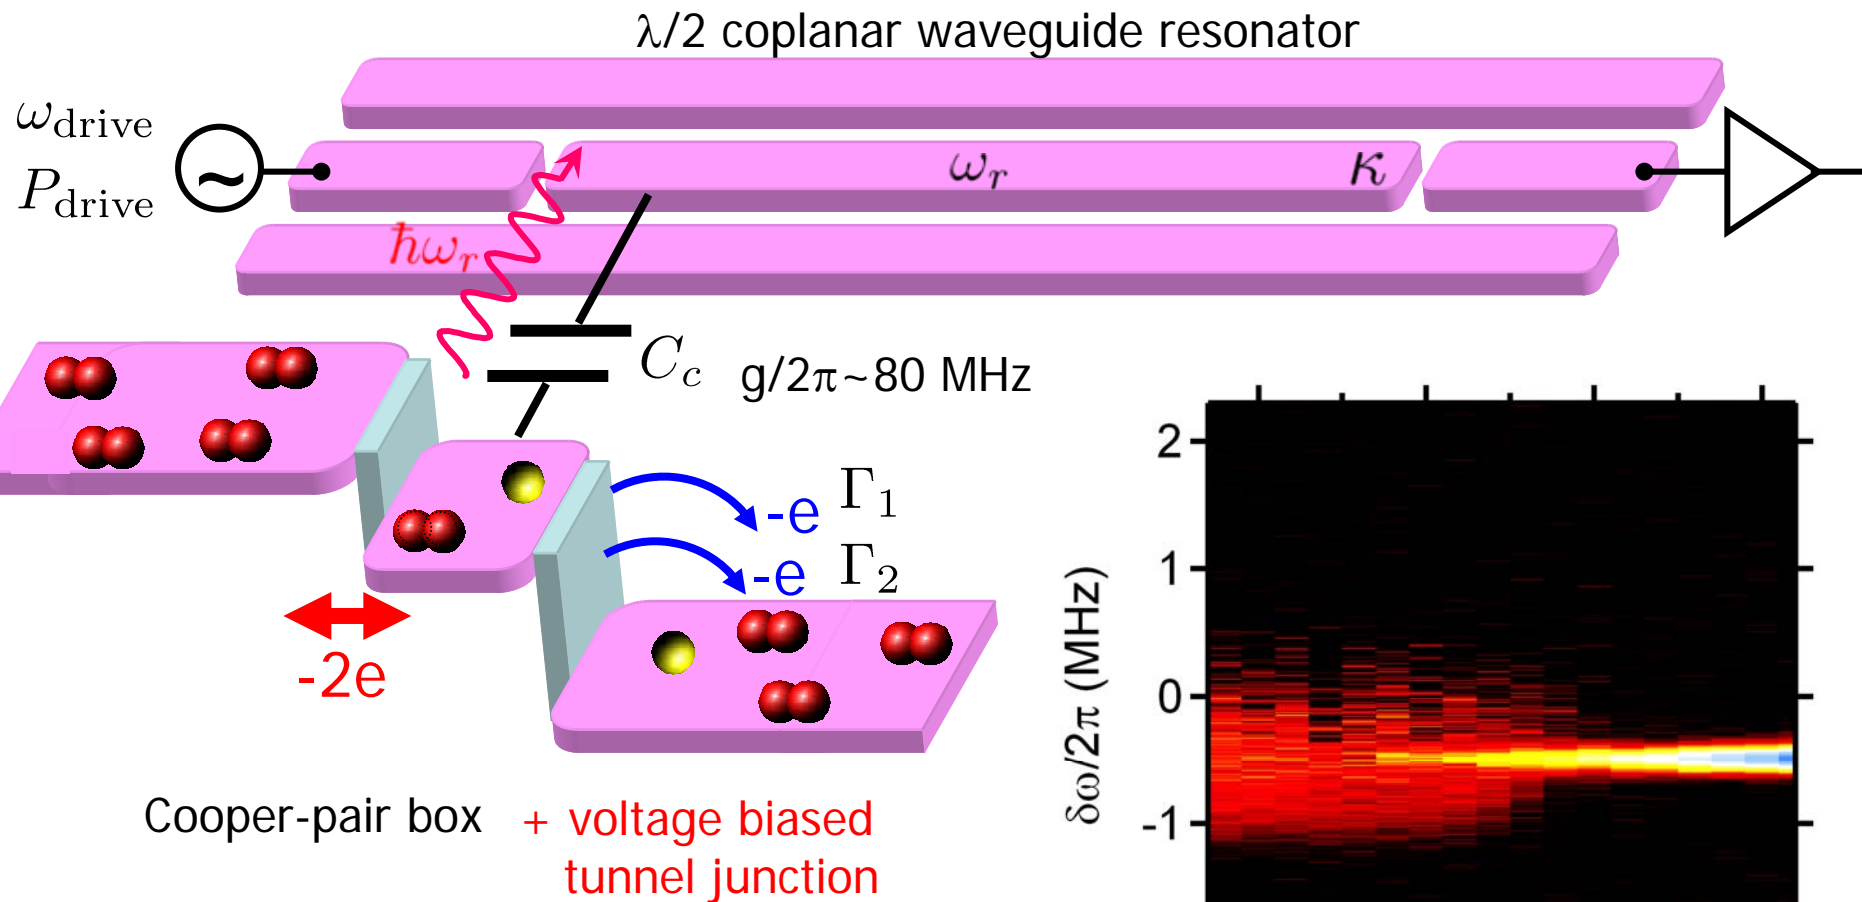 λ/2 coplanar waveguide resonator
ω_drive
P_drive
~
ω_r
κ
ħω_r
C_c
g/2π~80 MHz
-e Γ_1
-e Γ_2
-2e
Cooper-pair box + voltage biased
tunnel junction
δω/2π (MHz)
2
1
0
-1